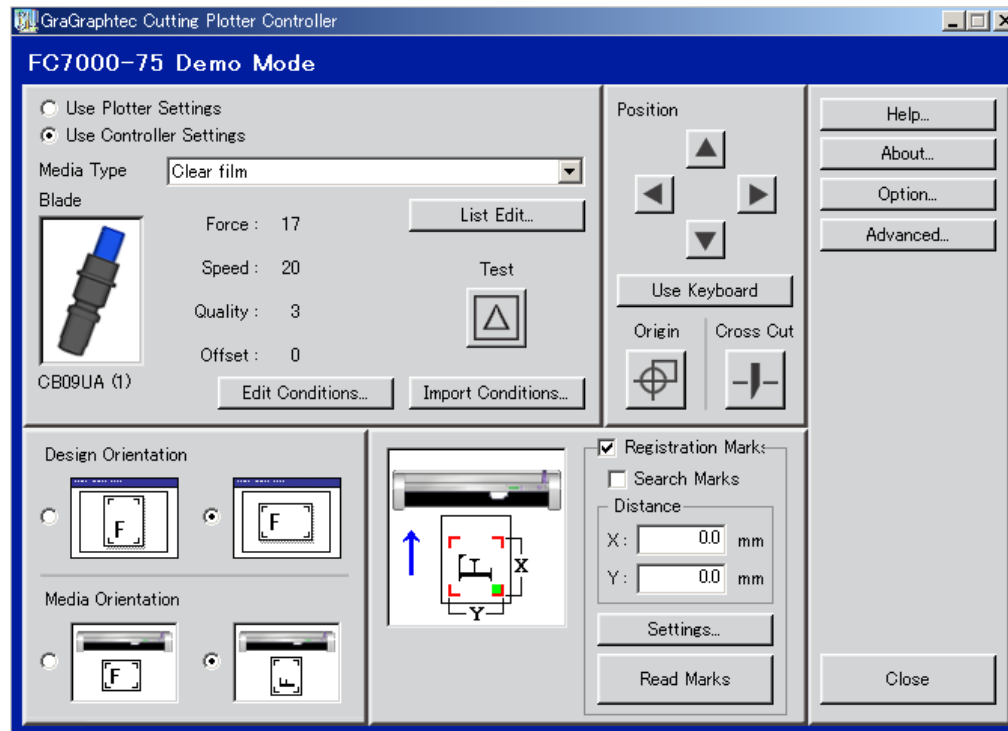 GraGraphtec Cutting Plotter Controller
FC7000-75 Demo Mode
Use Plotter Settings
Use Controller Settings
Media Type
Clear film
Blade
Force : 17
List Edit...
Speed : 20
Test
Quality : 3
Offset : 0
CB09UA (1)
Edit Conditions...
Import Conditions...
Position
Use Keyboard
Origin
Cross Cut
Help...
About...
Option...
Advanced...
Design Orientation
F
F
Media Orientation
F
F
X
Y
Registration Marks
Search Marks
Distance
X : 0.0 mm
Y : 0.0 mm
Settings...
Read Marks
Close